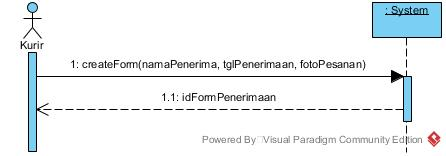 : System
Kurir
1: createForm(namaPenerima, tglPenerimaan, fotoPesanan)
1.1: idFormPenerimaan
Powered By Visual Paradigm Community Edition